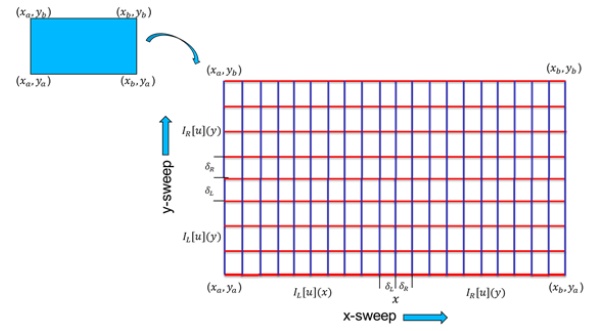 (x_a, y_b) (x_b, y_b)
(x_a, y_a) (x_b, y_a)
(x_a, y_b) (x_b, y_b)
I_R[u](y)
δ_R
y-sweep
δ_L
I_L[u](y)
(x_a, y_a) I_L[u](x) δ_L δ_R I_R[u](y) (x_b, y_a)
x
x-sweep